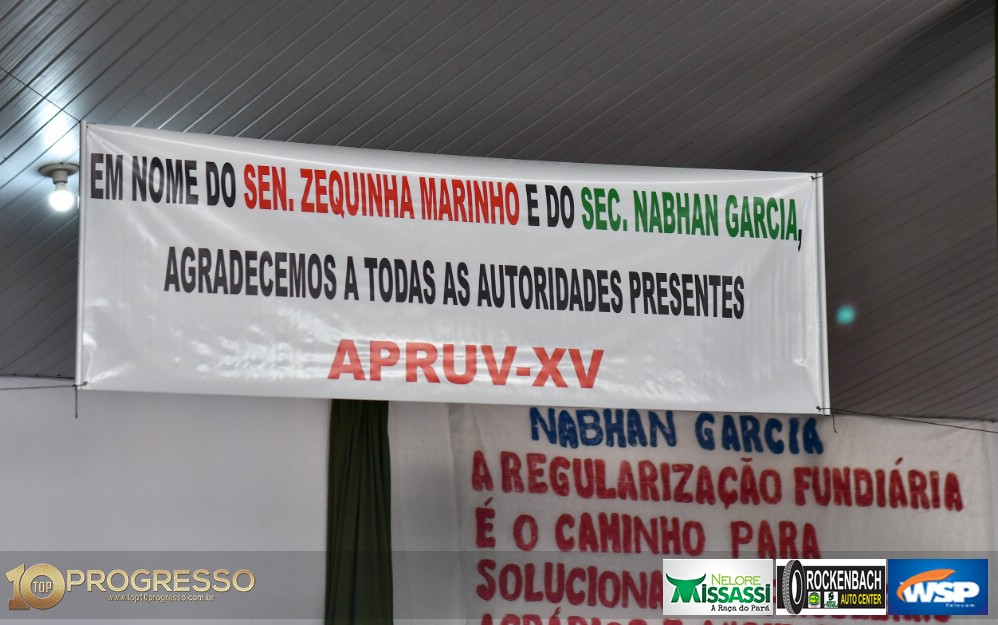 EM NOME DO SEN. ZEQUINHA MARINHO E DO SEC. NABHAN GARCIA,
AGRADECEMOS A TODAS AS AUTORIDADES PRESENTES
APRUV-XV
NABHAN GARCIA
A REGULARIZAÇÃO FUNDIÁRIA
É O CAMINHO PARA
SOLUCIONA
10 TOP PROGRESSO
www.top10progresso.com.br
NELORE
MISSASSI
A Raça do Pará
ROCKENBACH
AUTO CENTER
WSP
Telecom